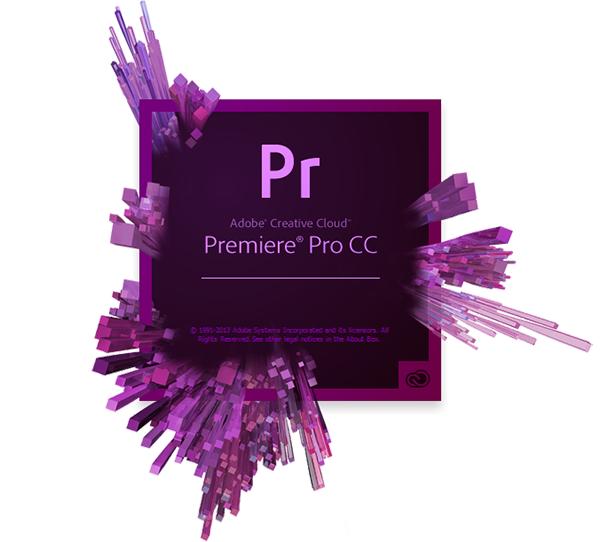 Pr
Adobe® Creative Cloud™
Premiere® Pro CC
© 1991-2013 Adobe Systems Incorporated and its licensors. All
Rights Reserved. See other legal notices in the About Box.